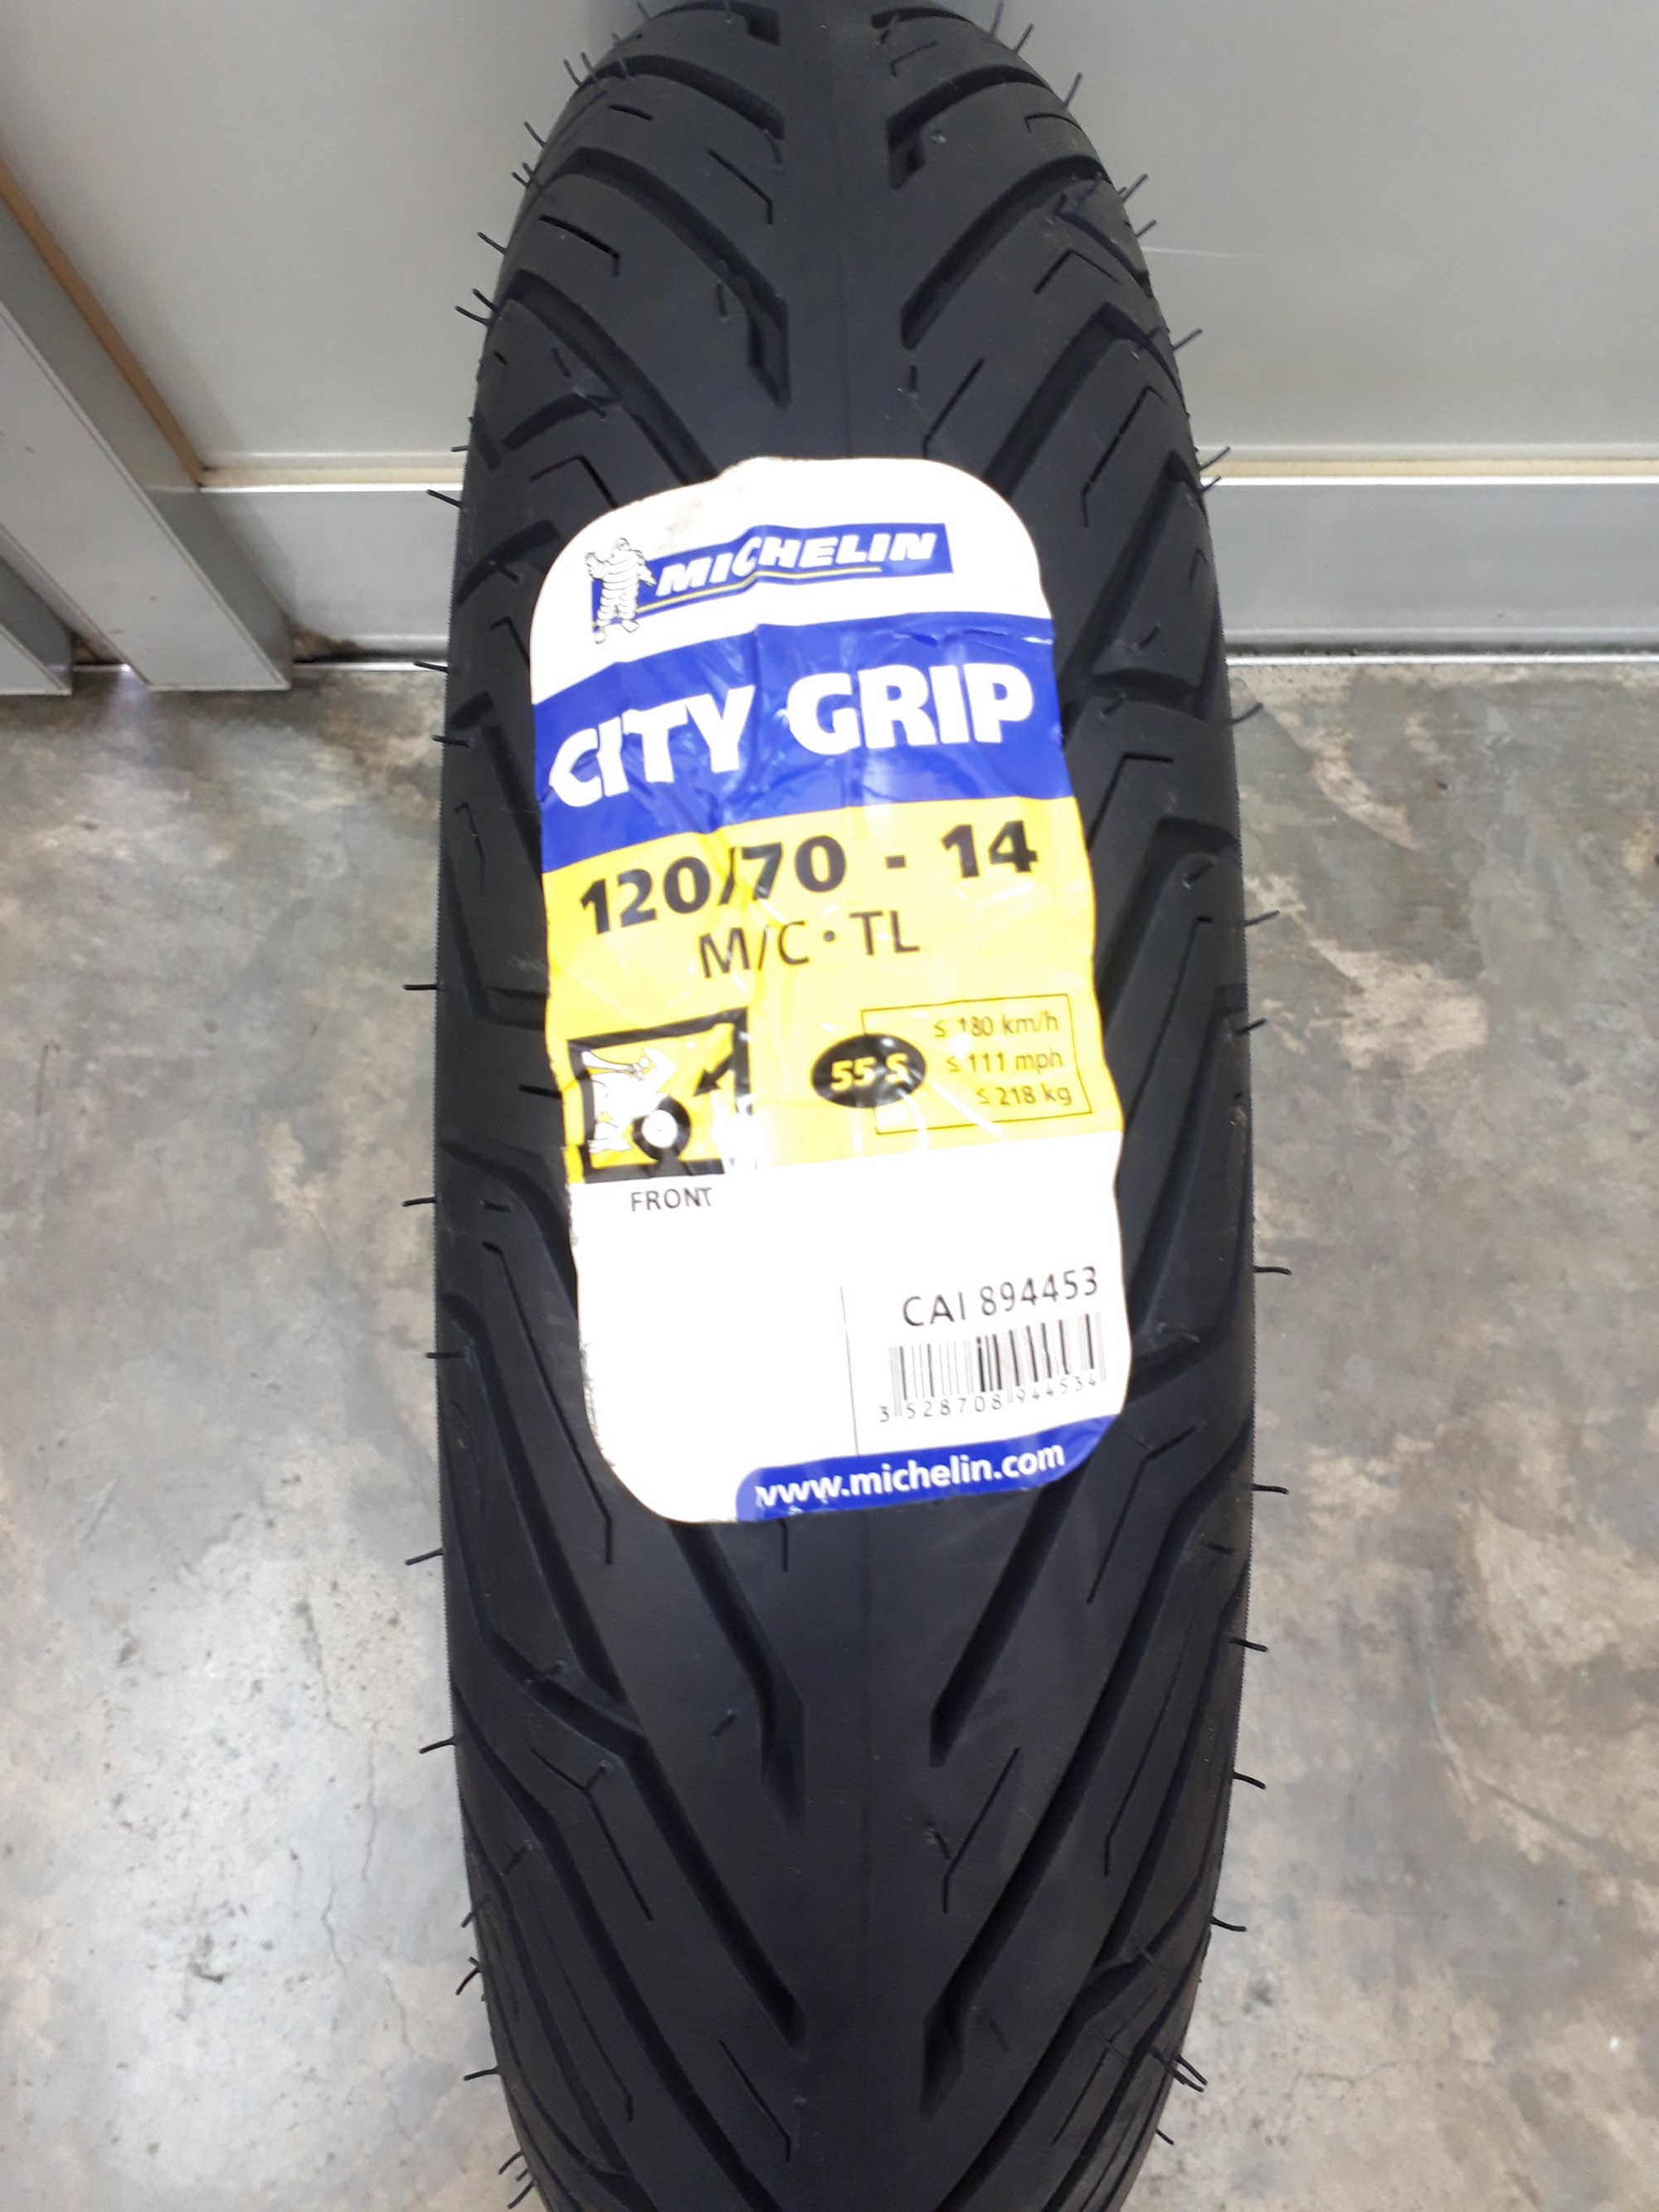 MICHELIN
CITY GRIP
120/70 - 14
M/C • TL
55 S
≤ 180 km/h
≤ 111 mph
≤ 218 kg
FRONT
CAI 894453
3 528708 944534
www.michelin.com